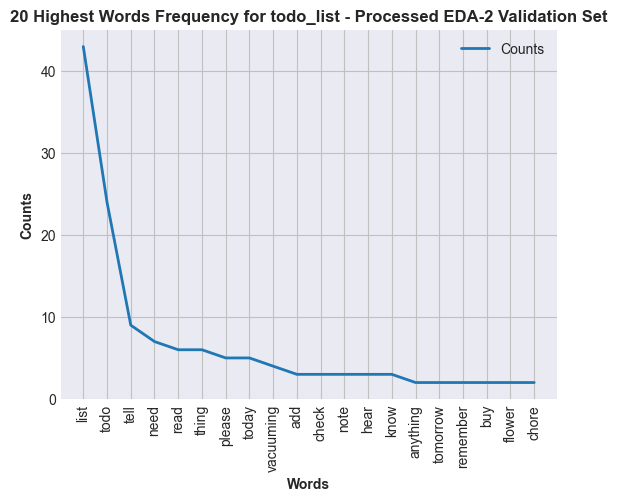 20 Highest Words Frequency for todo_list - Processed EDA-2 Validation Set
Counts
40
30
20
10
0
Counts
list
todo
tell
need
read
thing
please
today
vacuuming
add
check
note
hear
know
anything
tomorrow
remember
buy
flower
chore
Words